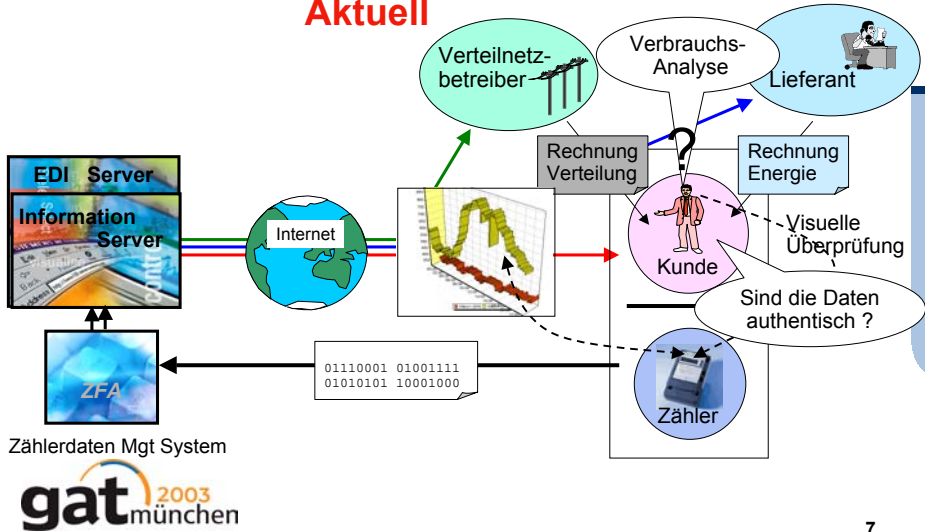 Aktuell
Verteilnetz-
betreiber
Verbrauchs-
Analyse
Lieferant
?
Rechnung
Verteilung
Rechnung
Energie
EDI Server
Information
Server
Internet
Kunde
Visuelle
Überprüfung
Sind die Daten
authentisch ?
01110001 01001111
01010101 10001000
ZFA
Zähler
Zählerdaten Mgt System
gat 2003
münchen
7